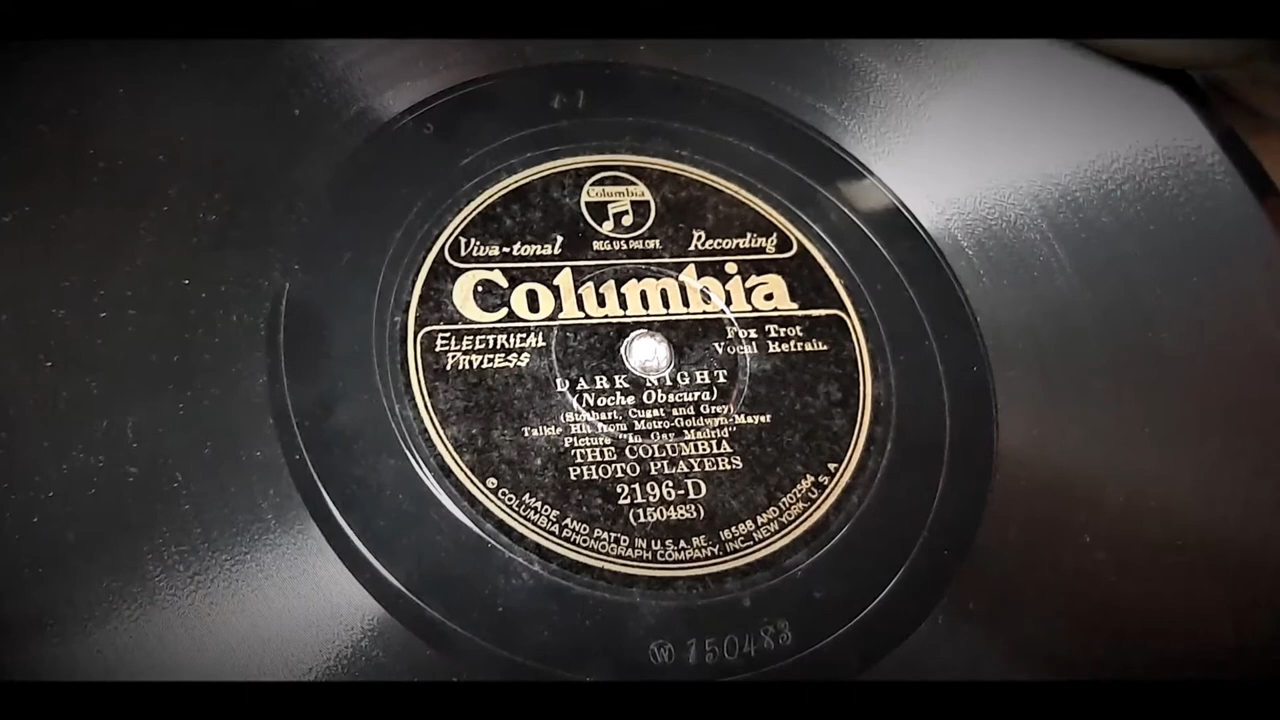 Columbia
Viva-tonal REG. U.S. PAT. OFF. Recording
Columbia
ELECTRICAL PROCESS
Fox Trot
Vocal Refrain
DARK NIGHT
(Noche Obscura)
(Stothart, Cugat and Grey)
Talkie Hit from Metro-Goldwyn-Mayer
Picture "In Gay Madrid"
THE COLUMBIA
PHOTO PLAYERS
2196-D
(150483)
MADE AND PAT'D IN U.S.A. RE. 16588 AND 1702564
© COLUMBIA PHONOGRAPH COMPANY, INC., NEW YORK, U.S.A
W 150483